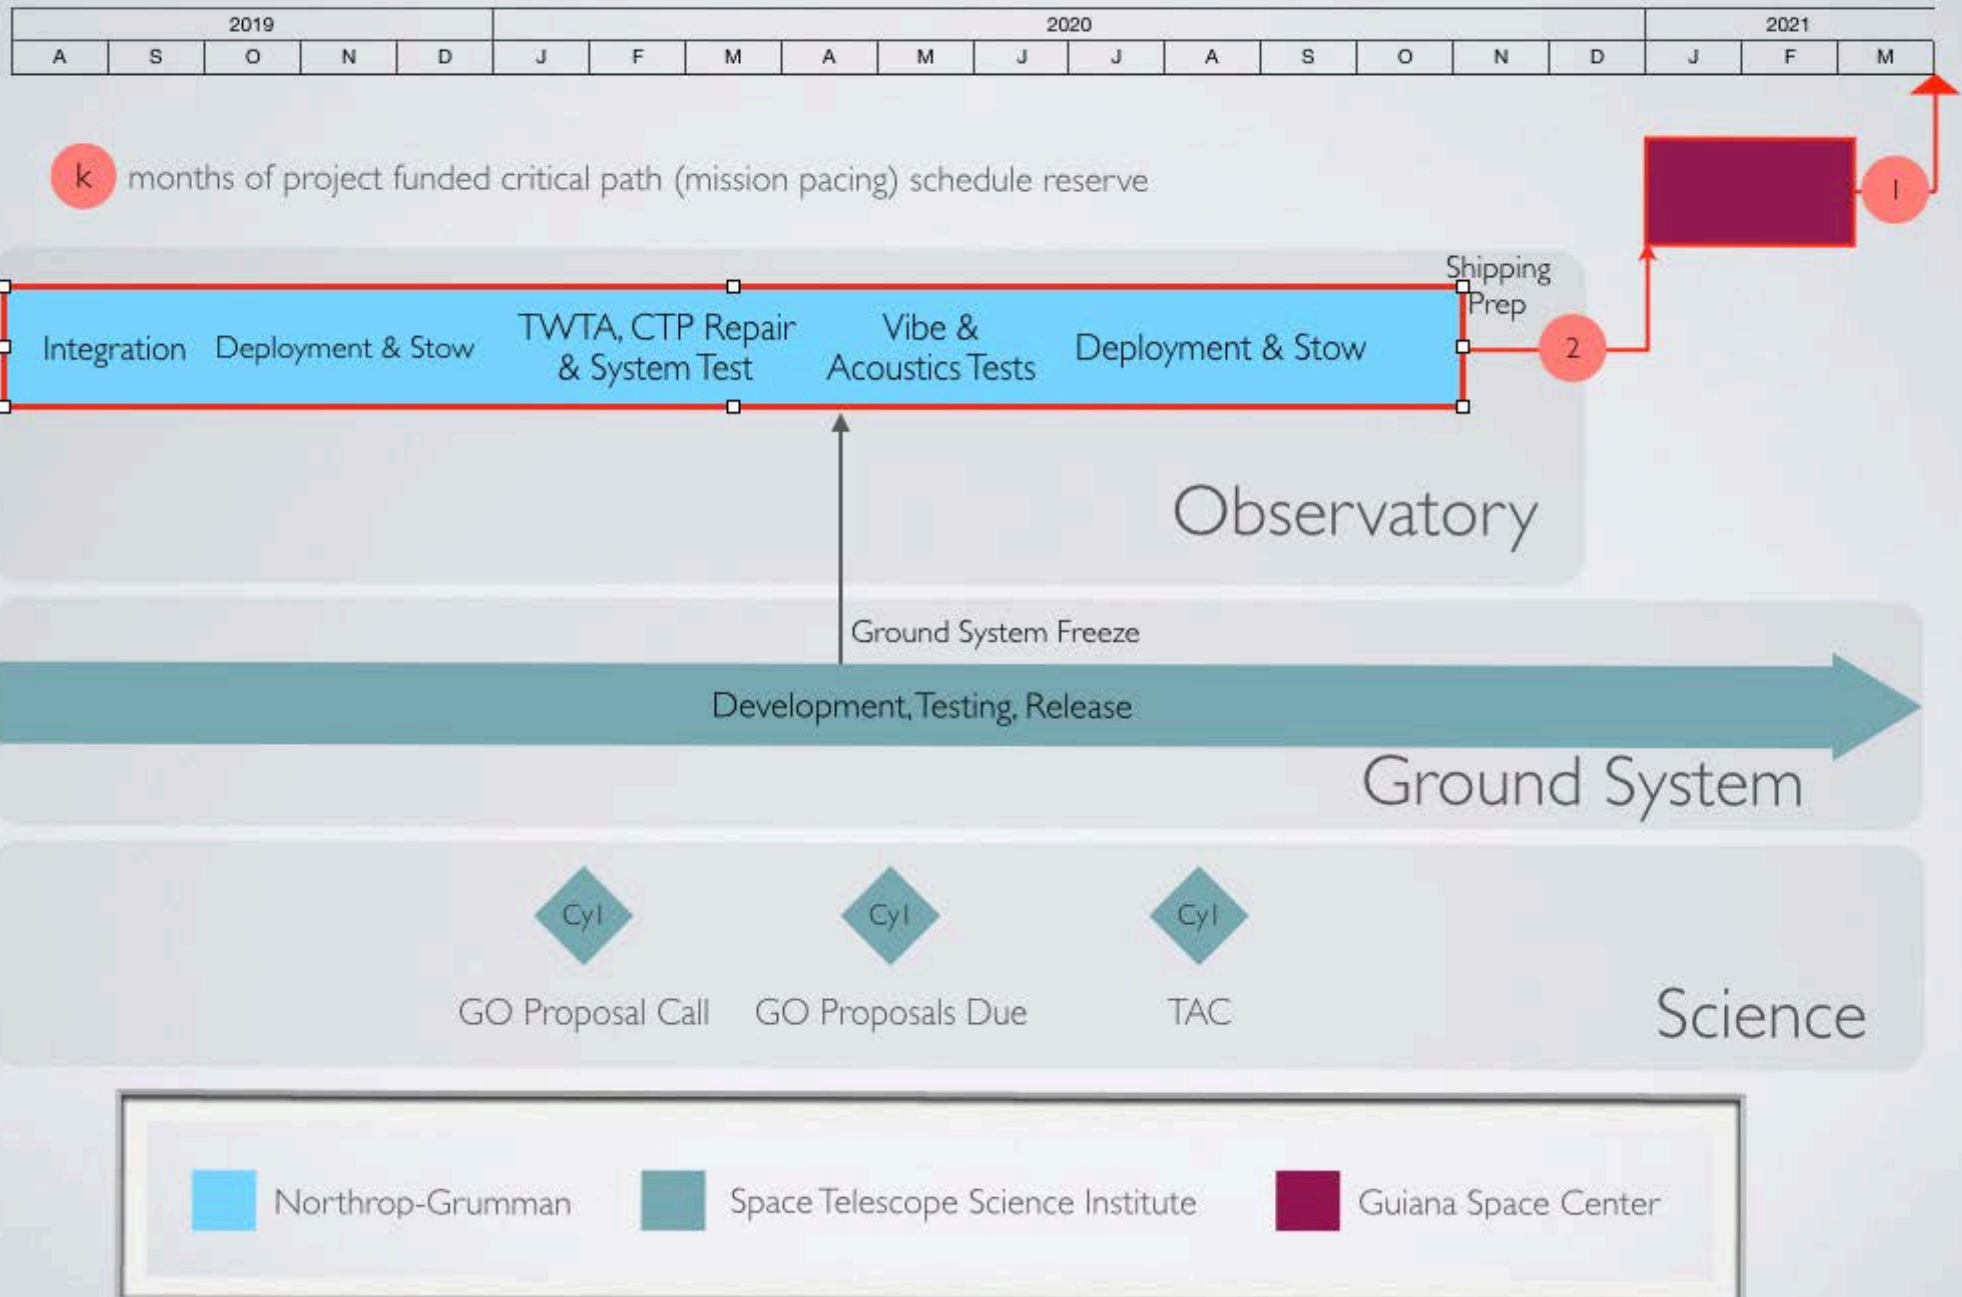 2019 2020 2021
A S O N D J F M A M J J A S O N D J F M
k months of project funded critical path (mission pacing) schedule reserve
1
Shipping
Prep
Integration
Deployment & Stow
TWTA, CTP Repair
& System Test
Vibe &
Acoustics Tests
Deployment & Stow
2
Observatory
Ground System Freeze
Development, Testing, Release
Ground System
Cy1 Cy1 Cy1
GO Proposal Call GO Proposals Due TAC
Science
Northrop-Grumman Space Telescope Science Institute Guiana Space Center